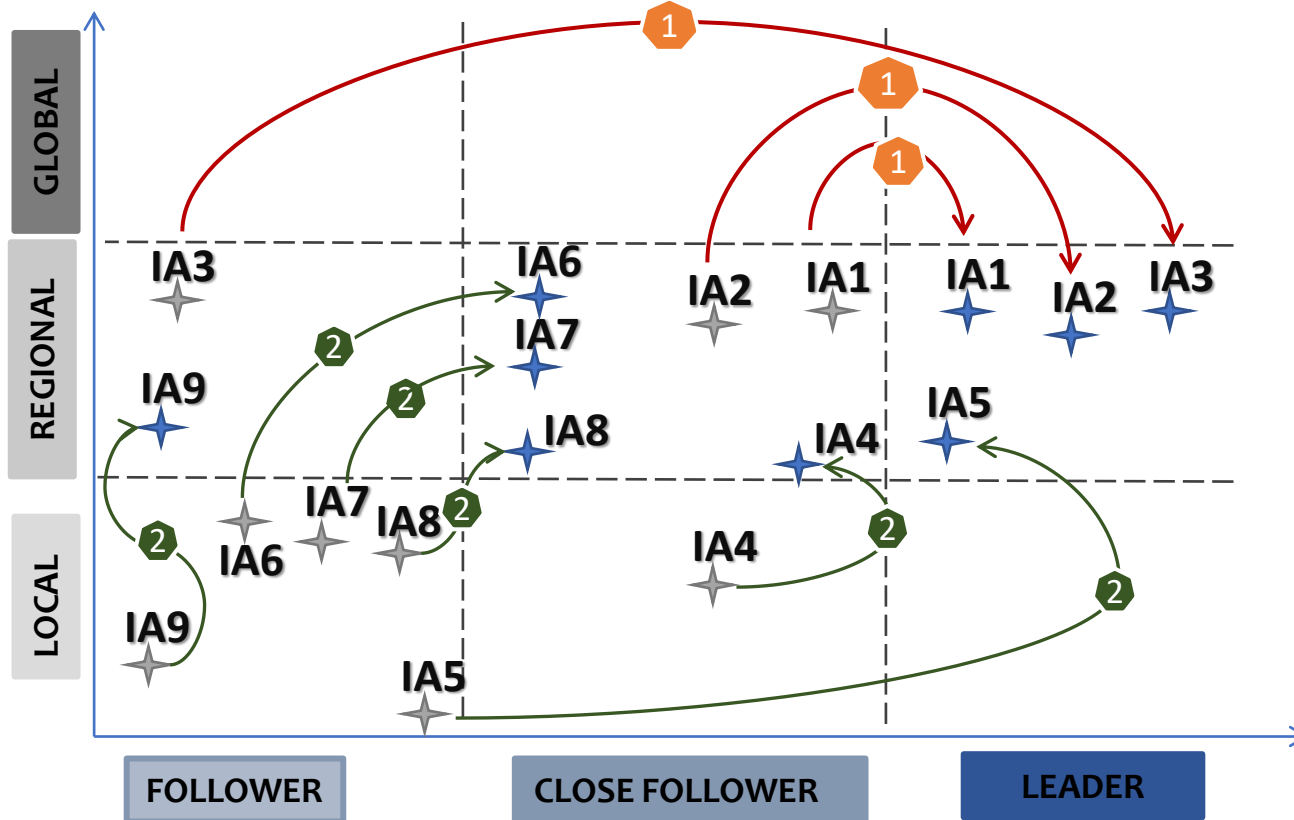 1
1
1
GLOBAL
IA3
IA6
IA2
IA1
IA1
IA2
IA3
2
IA7
REGIONAL
IA9
2
IA8
IA4
IA5
IA7
IA8
2
2
2
IA6
IA4
LOCAL
2
IA9
IA5
FOLLOWER
CLOSE FOLLOWER
LEADER